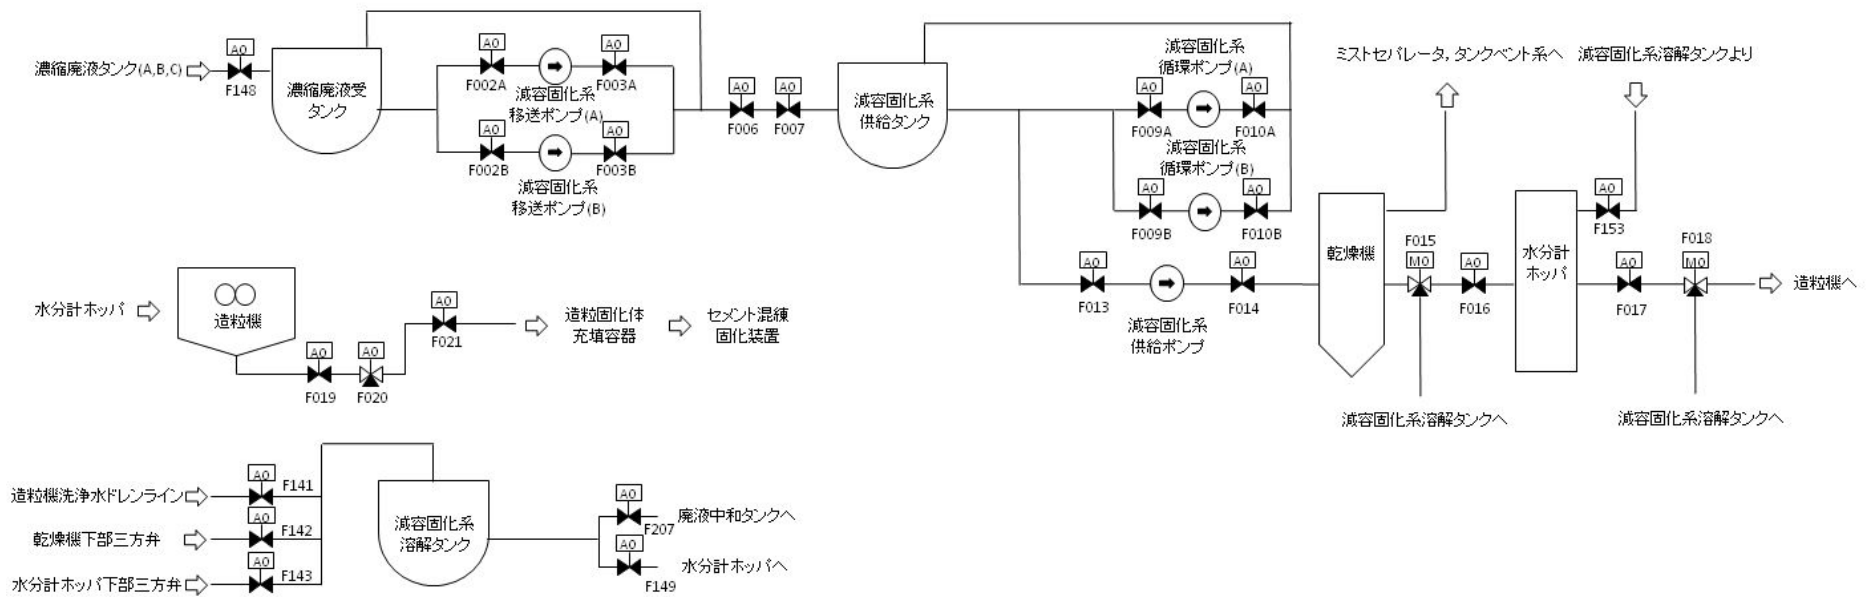 濃縮廃液タンク(A,B,C)
AO
F148
濃縮廃液受
タンク
AO
F002A
AO
F003A
減容固化系
移送ポンプ(A)
AO
F002B
AO
F003B
減容固化系
移送ポンプ(B)
AO
F006
AO
F007
減容固化系
供給タンク
減容固化系
循環ポンプ(A)
AO
F009A
AO
F010A
減容固化系
循環ポンプ(B)
AO
F009B
AO
F010B
AO
F013
AO
F014
減容固化系
供給ポンプ
乾燥機
ミストセパレータ,タンクベント系へ
減容固化系溶解タンクより
F015
MO
AO
F016
水分計
ホッパ
AO
F153
AO
F017
F018
MO
造粒機へ
減容固化系溶解タンクへ
減容固化系溶解タンクへ
水分計ホッパ
造粒機
AO
F019
AO
F020
AO
F021
造粒固化体
充填容器
セメント混練
固化装置
造粒機洗浄水ドレンライン
AO
F141
乾燥機下部三方弁
AO
F142
水分計ホッパ下部三方弁
AO
F143
減容固化系
溶解タンク
AO
F207
廃液中和タンクへ
AO
F149
水分計ホッパへ